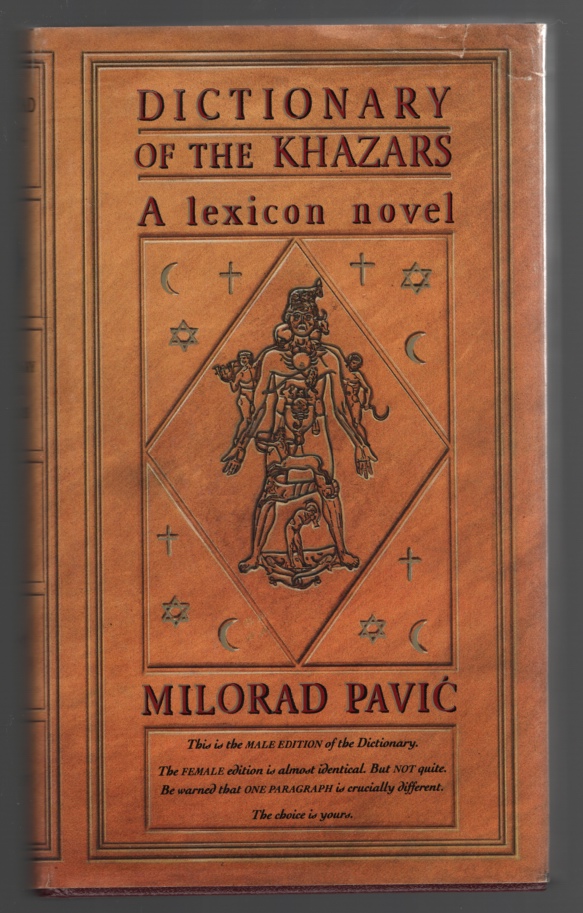 DICTIONARY
OF THE KHAZARS
A lexicon novel
MILORAD PAVIĆ
This is the MALE EDITION of the Dictionary.
The FEMALE edition is almost identical. But NOT quite.
Be warned that ONE PARAGRAPH is crucially different.
The choice is yours.